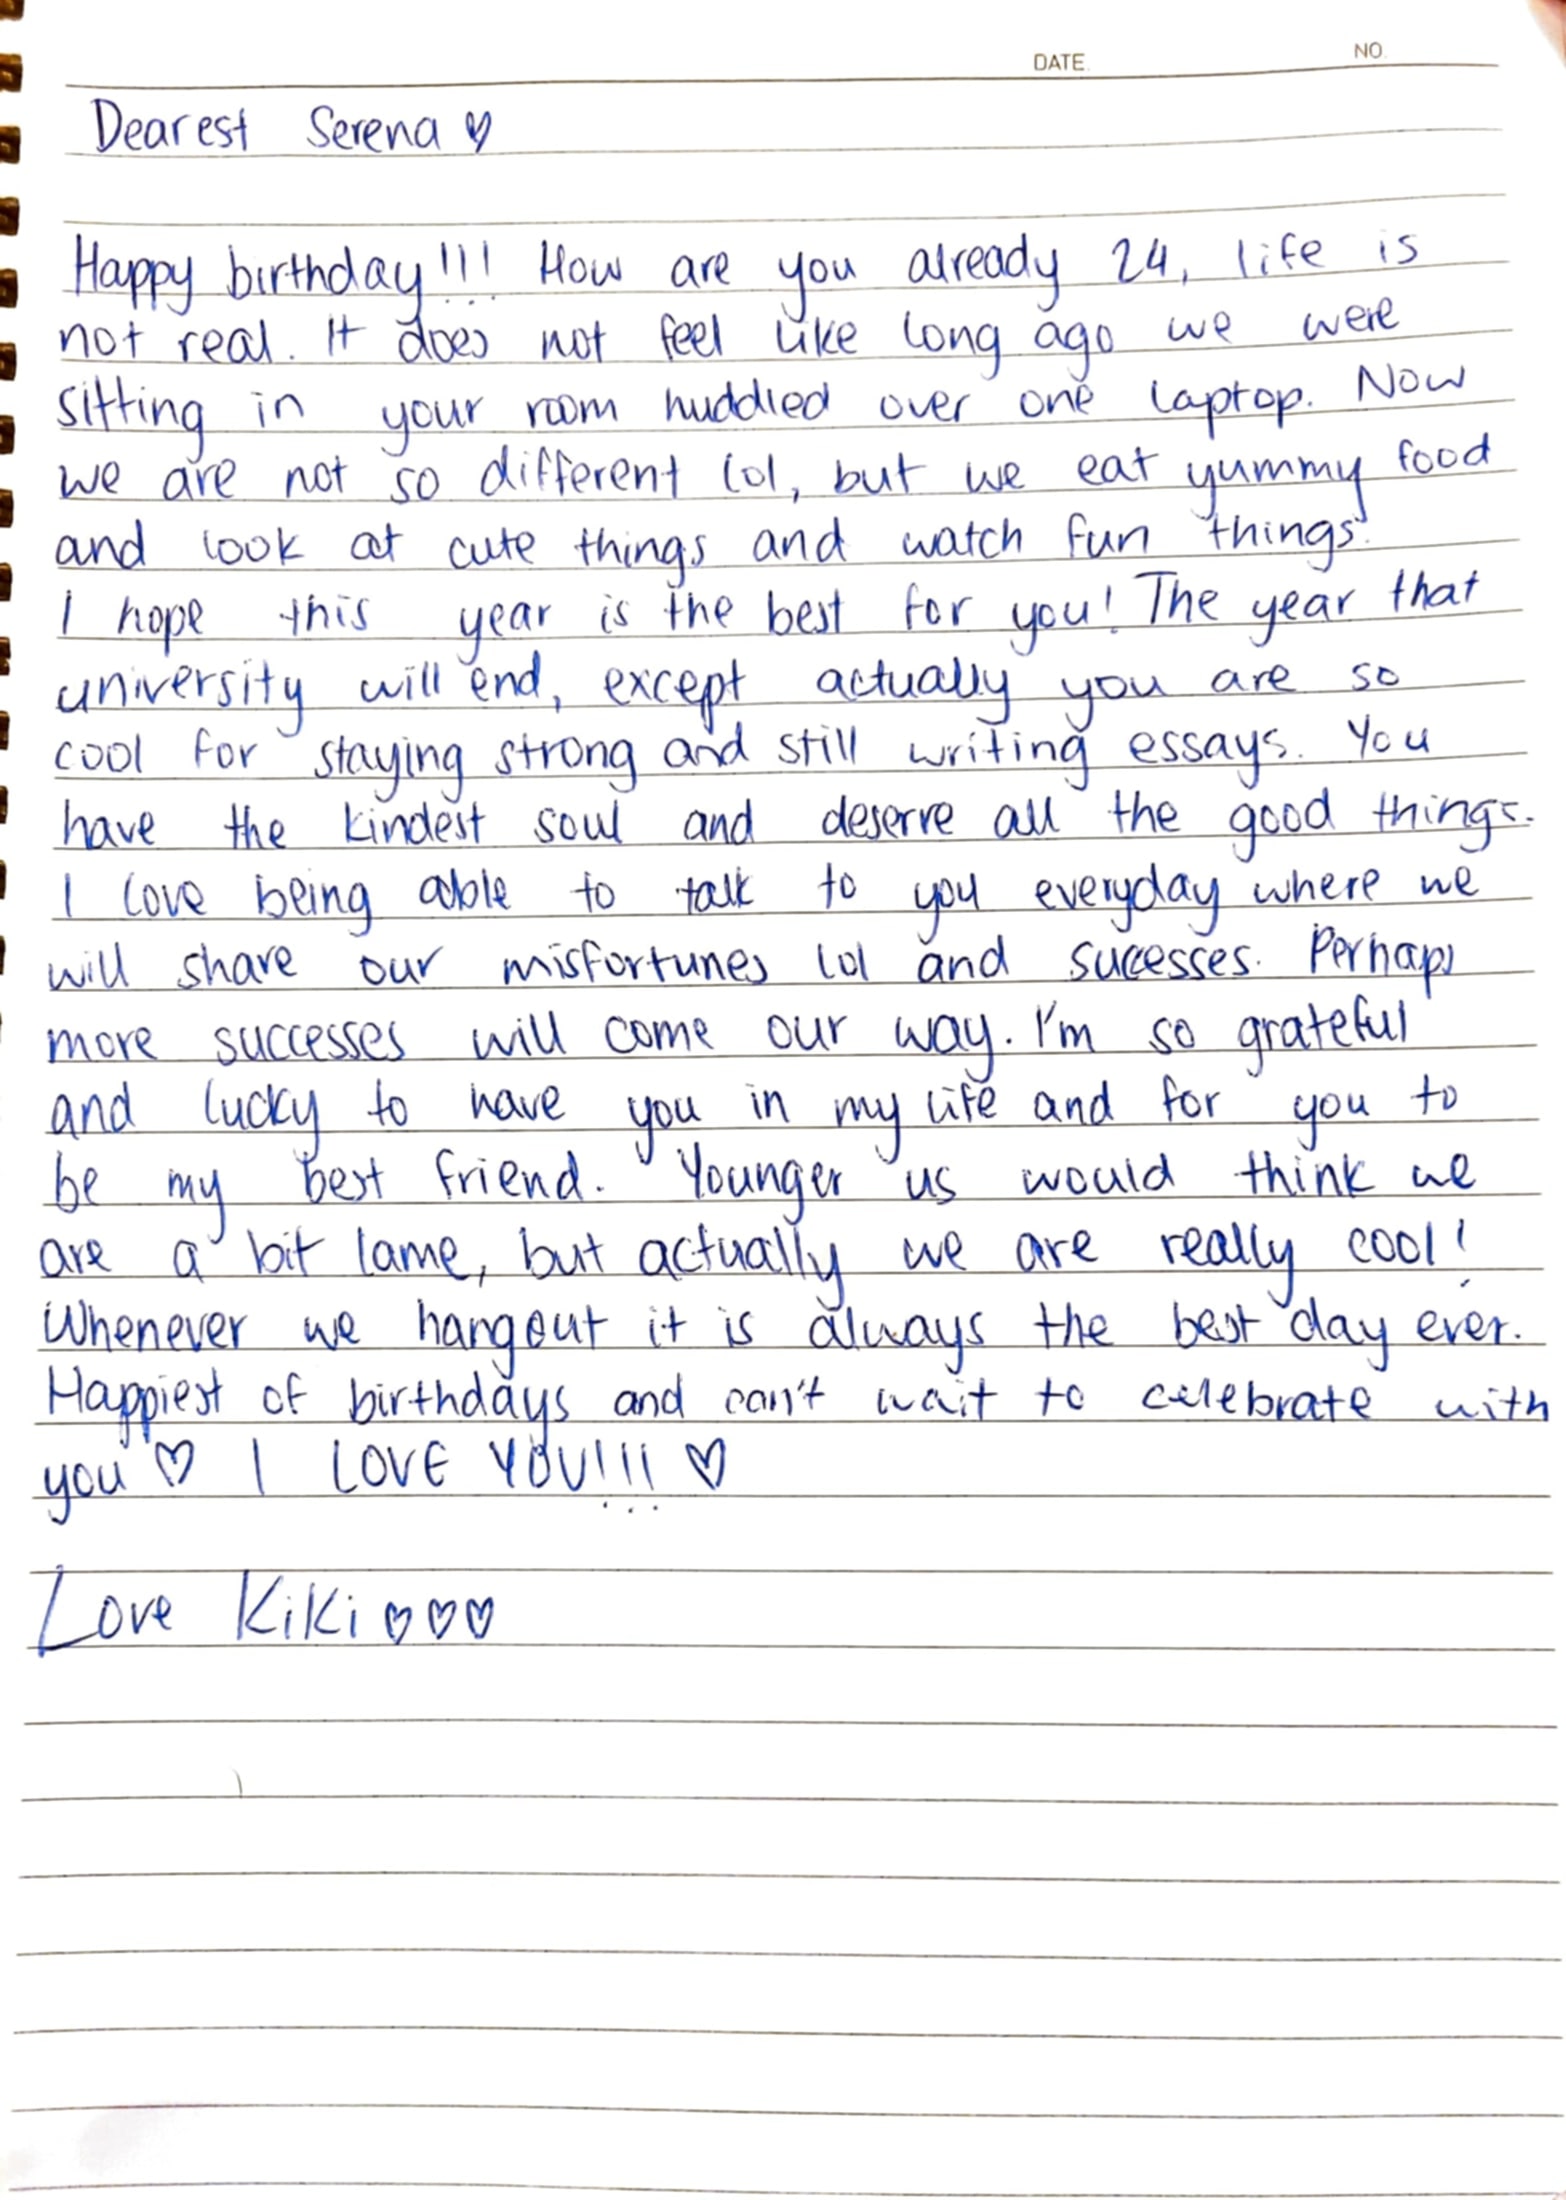 DATE. NO.
Dearest Serena ♡
Happy birthday!!! How are you already 24, life is
not real. It does not feel like long ago we were
sitting in your room huddled over one laptop. Now
we are not so different lol, but we eat yummy food
and look at cute things and watch fun things.
I hope this year is the best for you! The year that
university will end, except actually you are so
cool for staying strong and still writing essays. You
have the kindest soul and deserve all the good things.
I love being able to talk to you everyday where we
will share our misfortunes lol and sucesses. Perhaps
more successes will come our way. I'm so grateful
and lucky to have you in my life and for you to
be my best friend. Younger us would think we
are a bit lame, but actually we are really cool!
Whenever we hangout it is always the best day ever.
Happiest of birthdays and can't wait to celebrate with
you ♡ I LOVE YOU!!! ♡
Love Kiki ♡♡♡